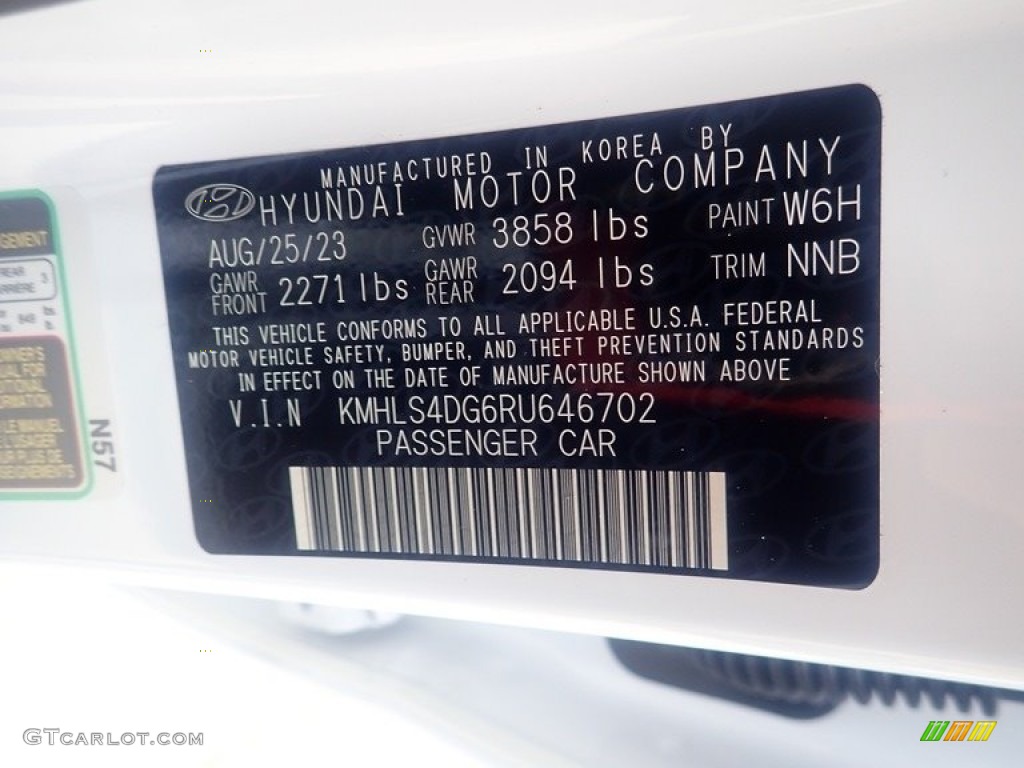 MANUFACTURED IN KOREA BY
HYUNDAI MOTOR COMPANY
AUG/25/23 GVWR 3858 lbs PAINT W6H
GAWR FRONT 2271 lbs GAWR REAR 2094 lbs TRIM NNB
THIS VEHICLE CONFORMS TO ALL APPLICABLE U.S.A. FEDERAL
MOTOR VEHICLE SAFETY, BUMPER, AND THEFT PREVENTION STANDARDS
IN EFFECT ON THE DATE OF MANUFACTURE SHOWN ABOVE
V.I.N KMHLS4DG6RU646702
PASSENGER CAR
REAR 3
N57
GTCARLOT.COM